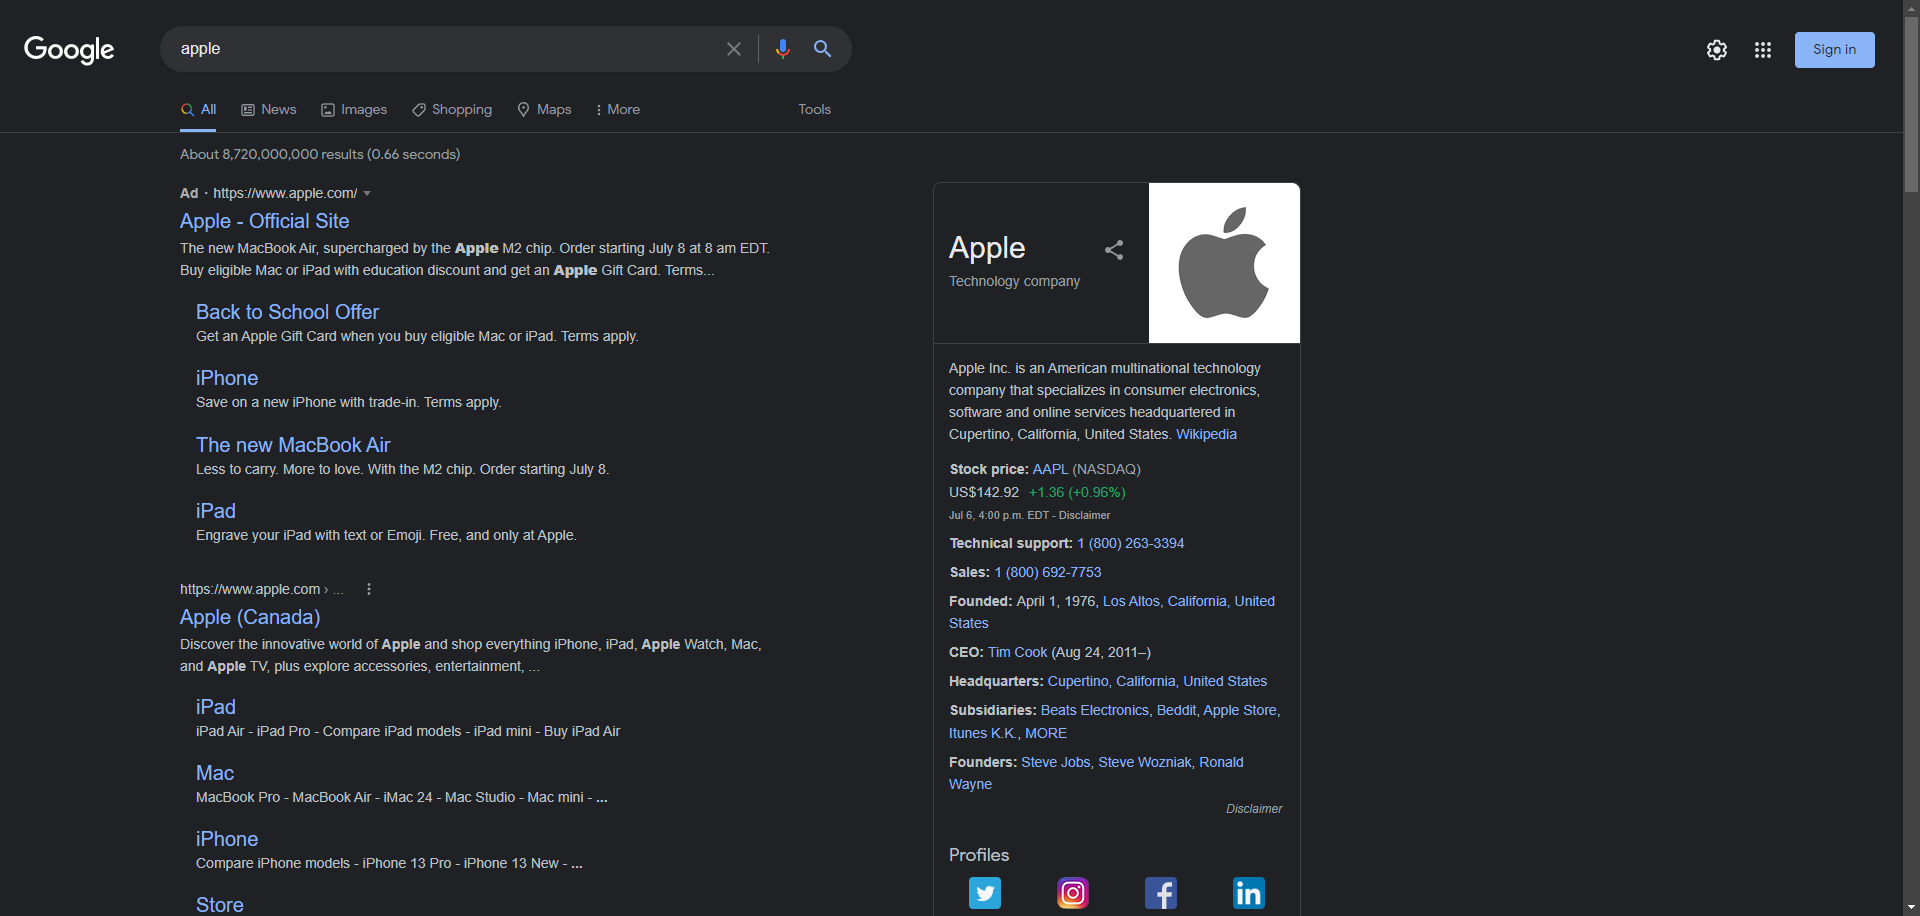 Google
apple
Sign in
All
News
Images
Shopping
Maps
More
Tools
About 8,720,000,000 results (0.66 seconds)
Ad · https://www.apple.com/
Apple - Official Site
The new MacBook Air, supercharged by the Apple M2 chip. Order starting July 8 at 8 am EDT.
Buy eligible Mac or iPad with education discount and get an Apple Gift Card. Terms...
Back to School Offer
Get an Apple Gift Card when you buy eligible Mac or iPad. Terms apply.
iPhone
Save on a new iPhone with trade-in. Terms apply.
The new MacBook Air
Less to carry. More to love. With the M2 chip. Order starting July 8.
iPad
Engrave your iPad with text or Emoji. Free, and only at Apple.
https://www.apple.com › ...
Apple (Canada)
Discover the innovative world of Apple and shop everything iPhone, iPad, Apple Watch, Mac,
and Apple TV, plus explore accessories, entertainment, ...
iPad
iPad Air - iPad Pro - Compare iPad models - iPad mini - Buy iPad Air
Mac
MacBook Pro - MacBook Air - iMac 24 - Mac Studio - Mac mini - ...
iPhone
Compare iPhone models - iPhone 13 Pro - iPhone 13 New - ...
Store
Apple
Technology company
Apple Inc. is an American multinational technology
company that specializes in consumer electronics,
software and online services headquartered in
Cupertino, California, United States. Wikipedia
Stock price: AAPL (NASDAQ)
US$142.92 +1.36 (+0.96%)
Jul 6, 4:00 p.m. EDT - Disclaimer
Technical support: 1 (800) 263-3394
Sales: 1 (800) 692-7753
Founded: April 1, 1976, Los Altos, California, United
States
CEO: Tim Cook (Aug 24, 2011–)
Headquarters: Cupertino, California, United States
Subsidiaries: Beats Electronics, Beddit, Apple Store,
Itunes K.K., MORE
Founders: Steve Jobs, Steve Wozniak, Ronald
Wayne
Disclaimer
Profiles